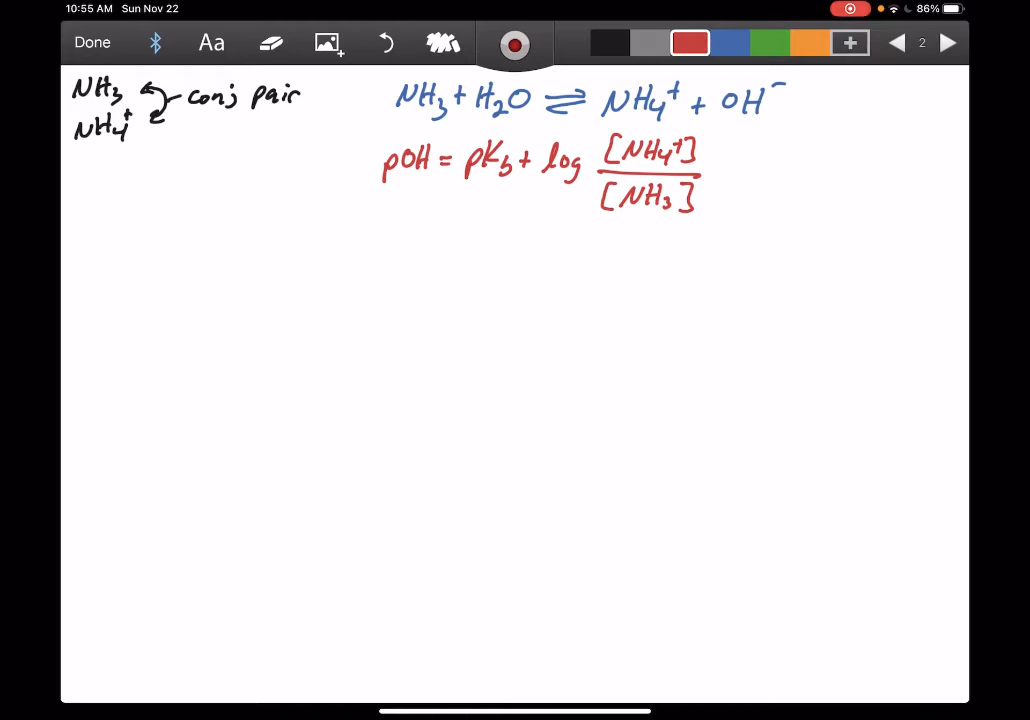 10:55 AM Sun Nov 22
86%
Done
Aa
2
NH3
conj pair
NH4+
NH3 + H2O ⇌ NH4+ + OH-
pOH = pKb + log [NH4+]
[NH3]